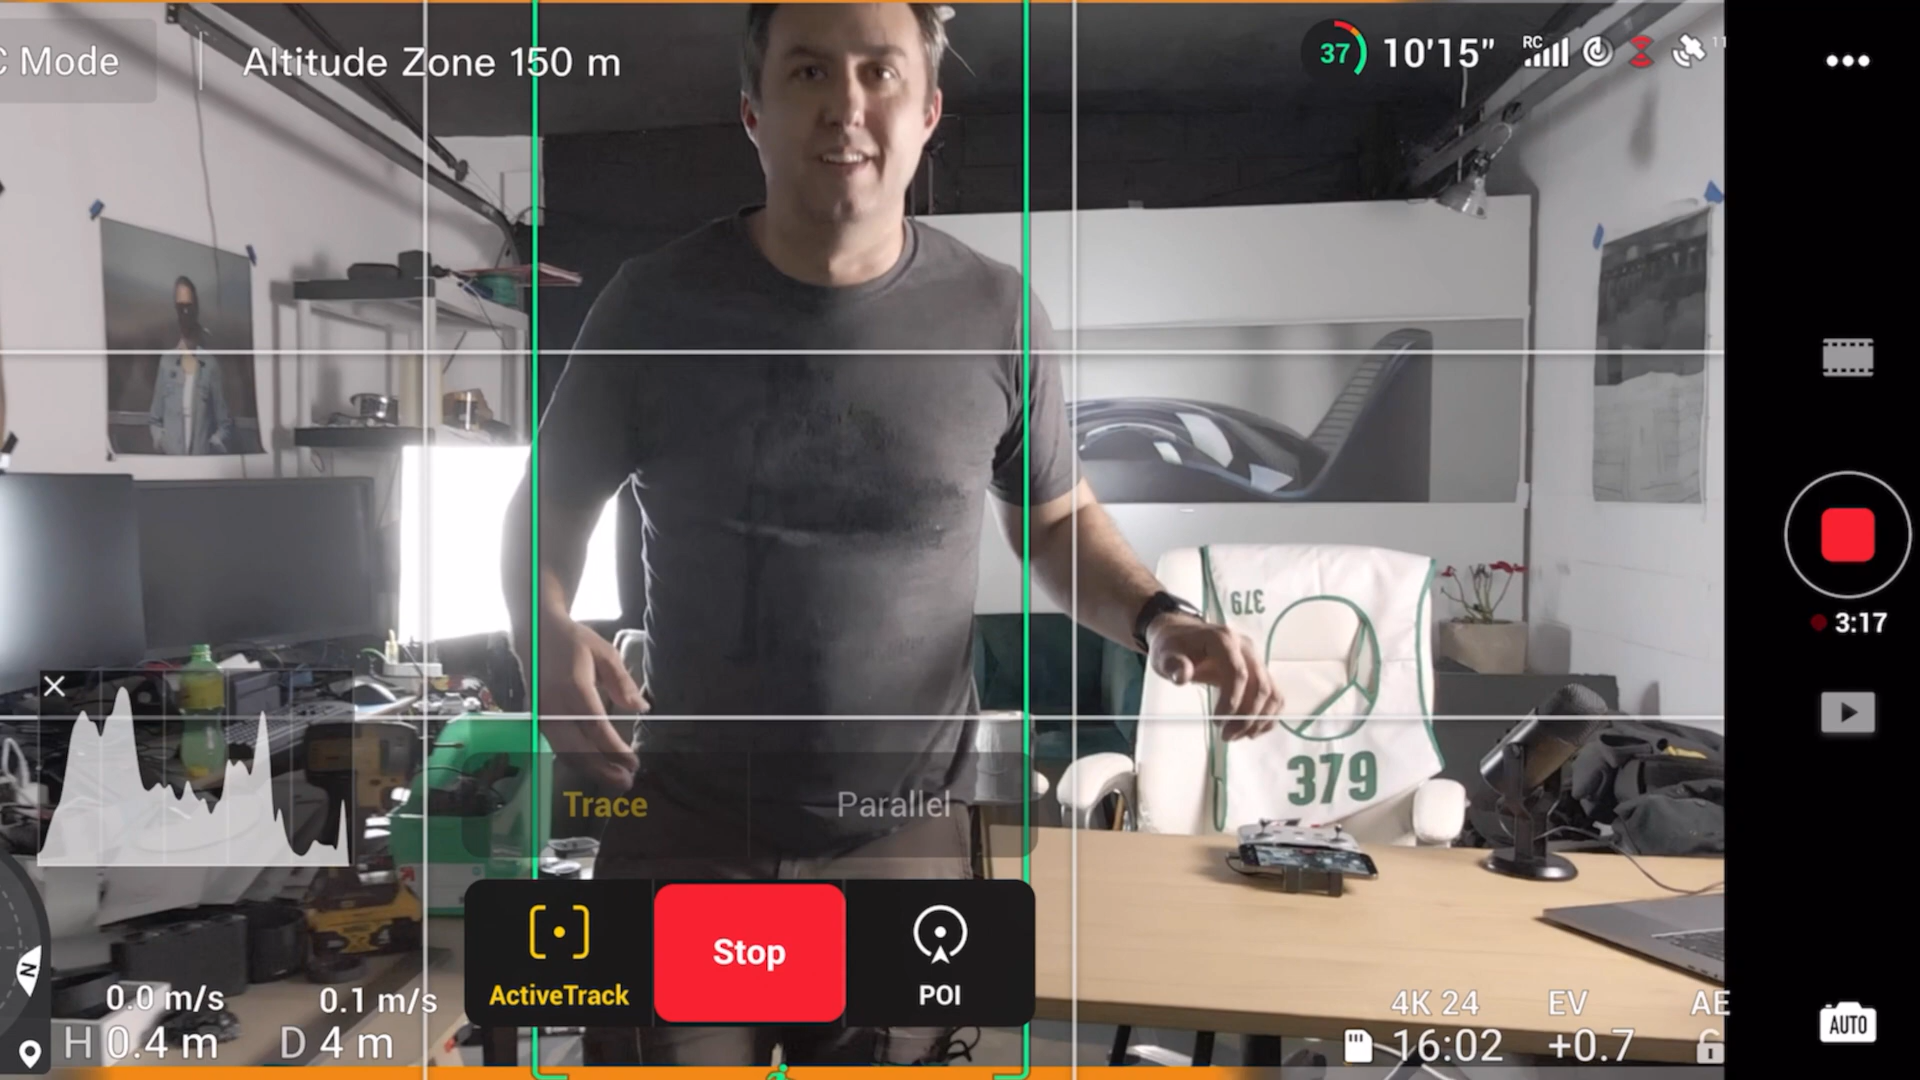 C Mode
Altitude Zone 150 m
37
10'15"
RC
11
3:17
379
379
Trace
Parallel
ActiveTrack
Stop
POI
N
0.0 m/s
0.1 m/s
H 0.4 m
D 4 m
4K 24
EV
AE
16:02
+0.7
AUTO